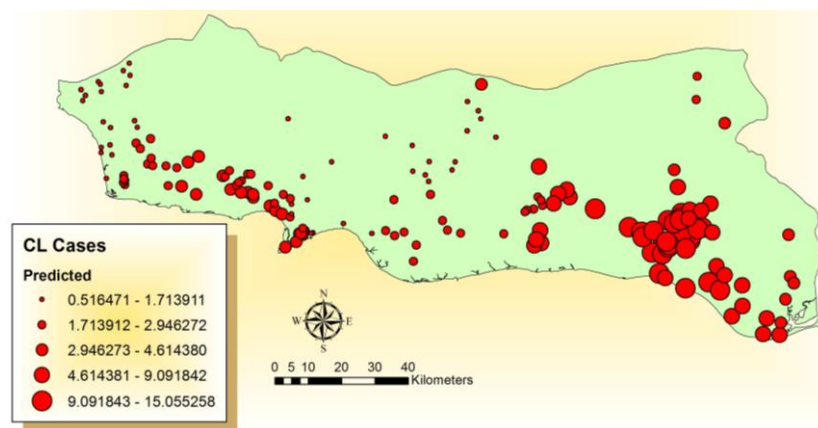 CL Cases
Predicted
0.516471 - 1.713911
1.713912 - 2.946272
2.946273 - 4.614380
4.614381 - 9.091842
9.091843 - 15.055258
N
W E
S
0 5 10 20 30 40
Kilometers